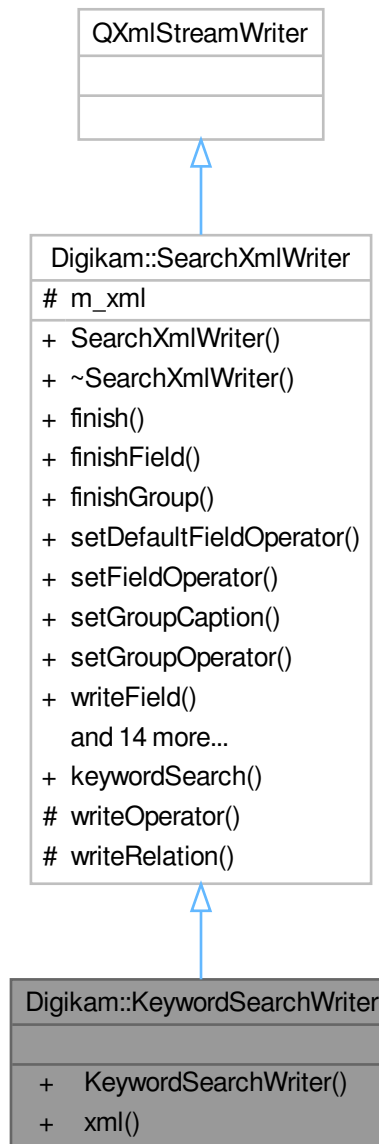 QXmlStreamWriter
Digikam::SearchXmlWriter
# m_xml
+ SearchXmlWriter()
+ ~SearchXmlWriter()
+ finish()
+ finishField()
+ finishGroup()
+ setDefaultFieldOperator()
+ setFieldOperator()
+ setGroupCaption()
+ setGroupOperator()
+ writeField()
and 14 more...
+ keywordSearch()
# writeOperator()
# writeRelation()
Digikam::KeywordSearchWriter
+ KeywordSearchWriter()
+ xml()